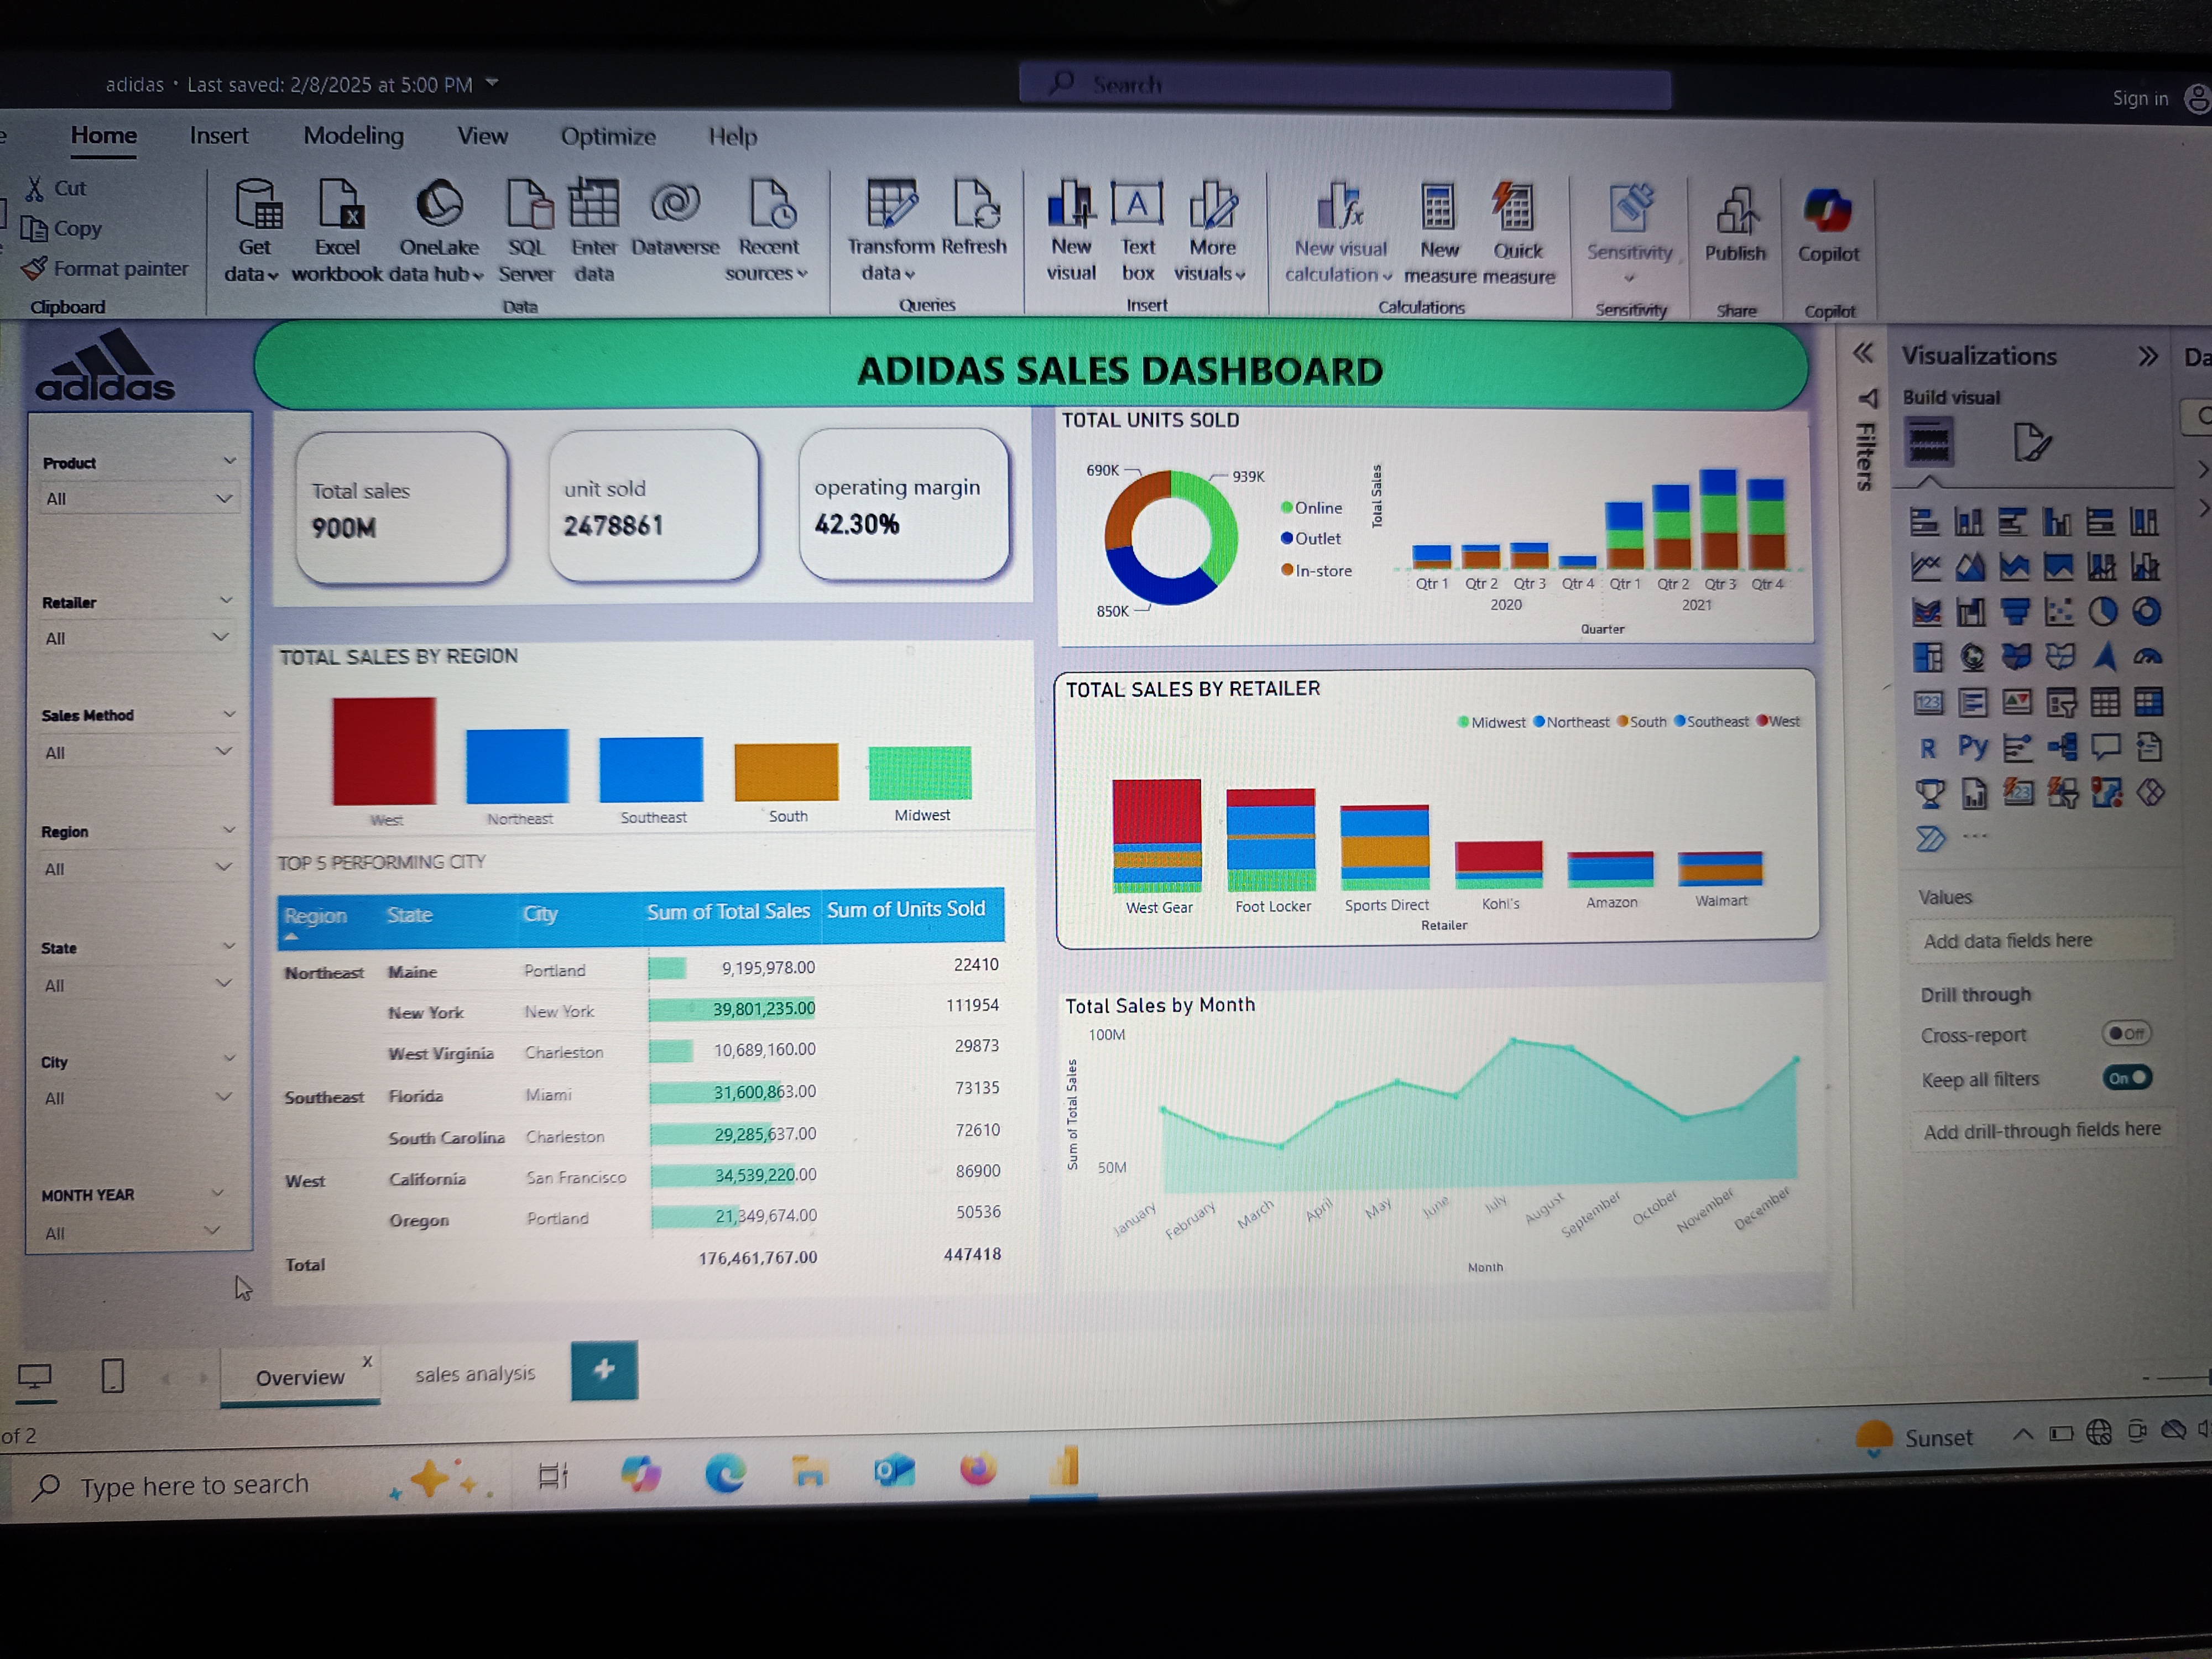 adidas • Last saved: 2/8/2025 at 5:00 PM
Search
Sign in
Home Insert Modeling View Optimize Help
Cut
Copy
Format painter
Clipboard
Get data
Excel workbook
OneLake data hub
SQL Server
Enter data
Dataverse
Recent sources
Data
Transform data
Refresh
Queries
New visual
Text box
More visuals
Insert
New visual calculation
New measure
Quick measure
Calculations
Sensitivity
Sensitivity
Publish
Share
Copilot
Copilot
adidas
ADIDAS SALES DASHBOARD
Product
All
Retailer
All
Sales Method
All
Region
All
State
All
City
All
MONTH YEAR
All
Total sales
900M
unit sold
2478861
operating margin
42.30%
TOTAL UNITS SOLD
690K
939K
850K
Online
Outlet
In-store
Total Sales
Qtr 1 Qtr 2 Qtr 3 Qtr 4 Qtr 1 Qtr 2 Qtr 3 Qtr 4
2020 2021
Quarter
TOTAL SALES BY REGION
West Northeast Southeast South Midwest
TOTAL SALES BY RETAILER
Midwest Northeast South Southeast West
West Gear Foot Locker Sports Direct Kohl's Amazon Walmart
Retailer
TOP 5 PERFORMING CITY
Region State City Sum of Total Sales Sum of Units Sold
Northeast Maine Portland 9,195,978.00 22410
New York New York 39,801,235.00 111954
West Virginia Charleston 10,689,160.00 29873
Southeast Florida Miami 31,600,863.00 73135
South Carolina Charleston 29,285,637.00 72610
West California San Francisco 34,539,220.00 86900
Oregon Portland 21,349,674.00 50536
Total 176,461,767.00 447418
Total Sales by Month
100M
50M
Sum of Total Sales
January February March April May June July August September October November December
Month
Filters
Visualizations
Da
Build visual
123
R Py
123
Values
Add data fields here
Drill through
Cross-report Off
Keep all filters On
Add drill-through fields here
Overview x
sales analysis
+
of 2
Type here to search
Sunset